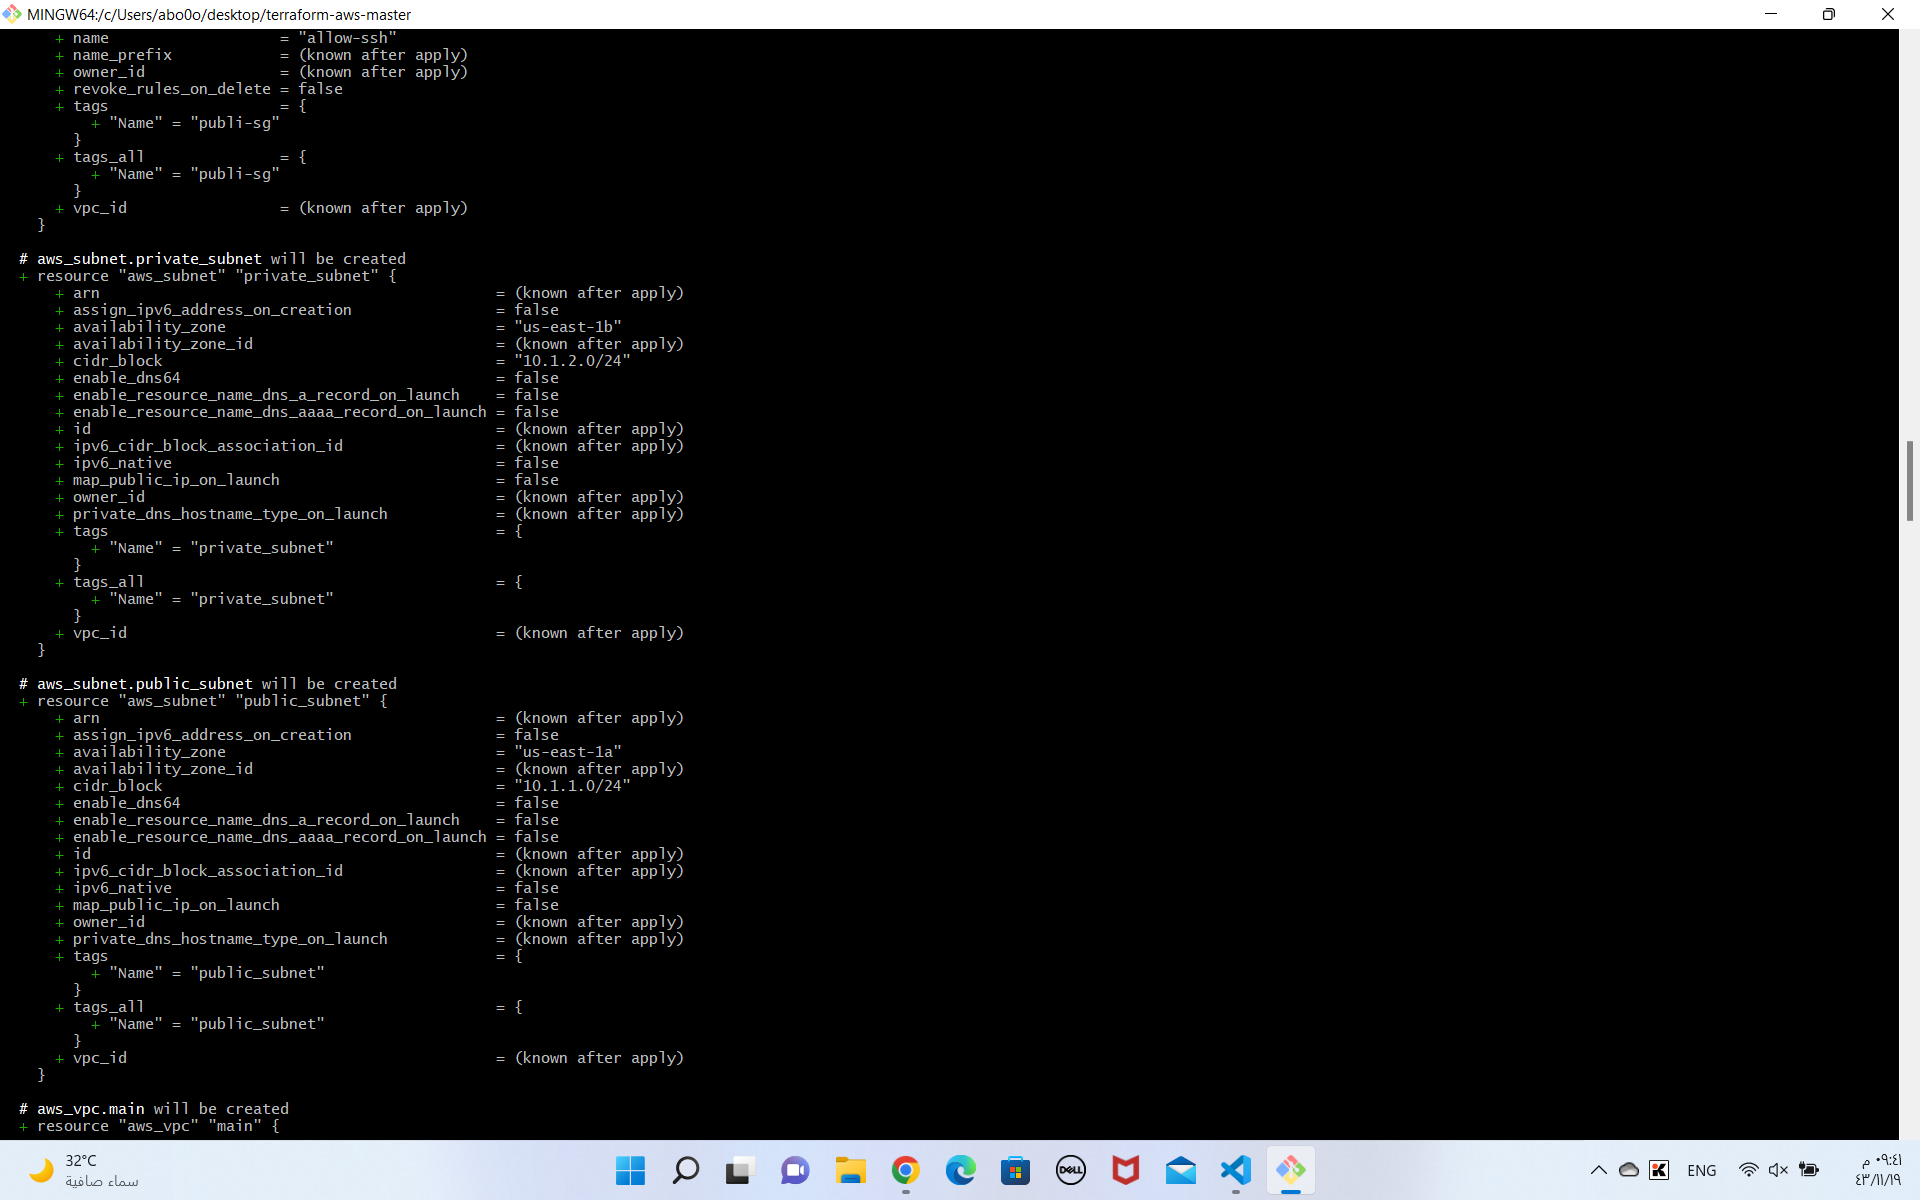 MINGW64:/c/Users/abo0o/desktop/terraform-aws-master
+ name = "allow-ssh"
+ name_prefix = (known after apply)
+ owner_id = (known after apply)
+ revoke_rules_on_delete = false
+ tags = {
+ "Name" = "publi-sg"
}
+ tags_all = {
+ "Name" = "publi-sg"
}
+ vpc_id = (known after apply)
}
# aws_subnet.private_subnet will be created
+ resource "aws_subnet" "private_subnet" {
+ arn = (known after apply)
+ assign_ipv6_address_on_creation = false
+ availability_zone = "us-east-1b"
+ availability_zone_id = (known after apply)
+ cidr_block = "10.1.2.0/24"
+ enable_dns64 = false
+ enable_resource_name_dns_a_record_on_launch = false
+ enable_resource_name_dns_aaaa_record_on_launch = false
+ id = (known after apply)
+ ipv6_cidr_block_association_id = (known after apply)
+ ipv6_native = false
+ map_public_ip_on_launch = false
+ owner_id = (known after apply)
+ private_dns_hostname_type_on_launch = (known after apply)
+ tags = {
+ "Name" = "private_subnet"
}
+ tags_all = {
+ "Name" = "private_subnet"
}
+ vpc_id = (known after apply)
}
# aws_subnet.public_subnet will be created
+ resource "aws_subnet" "public_subnet" {
+ arn = (known after apply)
+ assign_ipv6_address_on_creation = false
+ availability_zone = "us-east-1a"
+ availability_zone_id = (known after apply)
+ cidr_block = "10.1.1.0/24"
+ enable_dns64 = false
+ enable_resource_name_dns_a_record_on_launch = false
+ enable_resource_name_dns_aaaa_record_on_launch = false
+ id = (known after apply)
+ ipv6_cidr_block_association_id = (known after apply)
+ ipv6_native = false
+ map_public_ip_on_launch = false
+ owner_id = (known after apply)
+ private_dns_hostname_type_on_launch = (known after apply)
+ tags = {
+ "Name" = "public_subnet"
}
+ tags_all = {
+ "Name" = "public_subnet"
}
+ vpc_id = (known after apply)
}
# aws_vpc.main will be created
+ resource "aws_vpc" "main" {
32°C
سماء صافية
DELL
K
ENG
٠٩:٤١ م
٤٣/١١/١٩